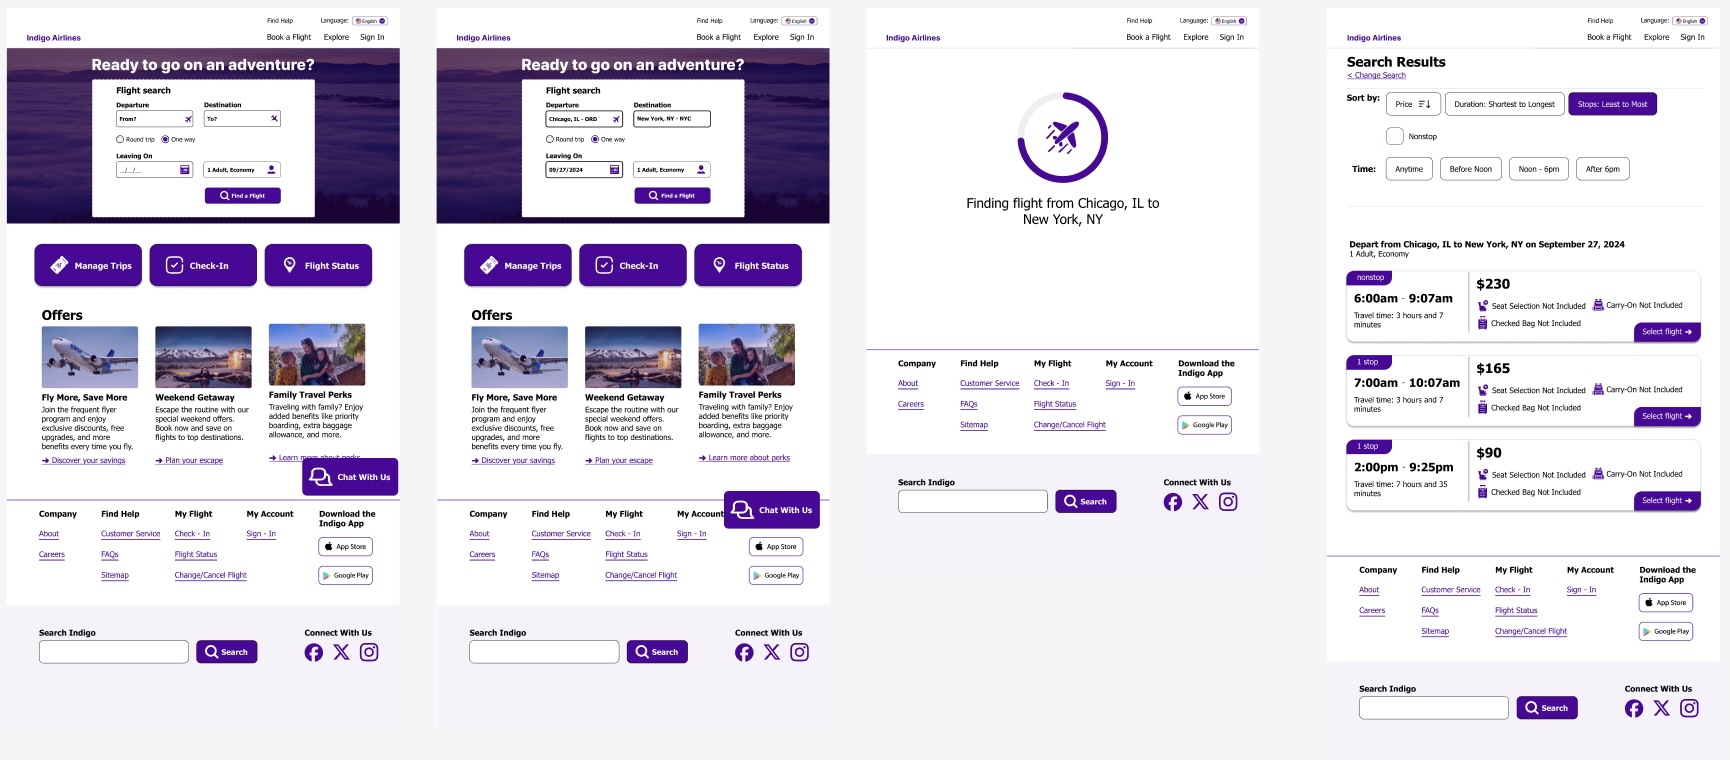 Find Help
Language: English
Indigo Airlines
Book a Flight Explore Sign In
Ready to go on an adventure?
Flight search
Departure Destination
From? To?
Round trip One way
Leaving On
__/__/__ 1 Adult, Economy
Find a Flight
Manage Trips Check-In Flight Status
Offers
Fly More, Save More
Join the frequent flyer
program and enjoy
exclusive discounts, free
upgrades, and more
benefits every time you fly.
➔ Discover your savings
Weekend Getaway
Escape the routine with our
special weekend offers.
Book now and save on
flights to top destinations.
➔ Plan your escape
Family Travel Perks
Traveling with family? Enjoy
added benefits like priority
boarding, extra baggage
allowance, and more.
➔ Learn more about perks
Chat With Us
Company
About
Careers
Find Help
Customer Service
FAQs
Sitemap
My Flight
Check - In
Flight Status
Change/Cancel Flight
My Account
Sign - In
Download the
Indigo App
App Store
Google Play
Search Indigo
Search
Connect With Us
Find Help
Language: English
Indigo Airlines
Book a Flight Explore Sign In
Ready to go on an adventure?
Flight search
Departure Destination
Chicago, IL - ORD New York, NY - NYC
Round trip One way
Leaving On
09/27/2024 1 Adult, Economy
Find a Flight
Manage Trips Check-In Flight Status
Offers
Fly More, Save More
Join the frequent flyer
program and enjoy
exclusive discounts, free
upgrades, and more
benefits every time you fly.
➔ Discover your savings
Weekend Getaway
Escape the routine with our
special weekend offers.
Book now and save on
flights to top destinations.
➔ Plan your escape
Family Travel Perks
Traveling with family? Enjoy
added benefits like priority
boarding, extra baggage
allowance, and more.
➔ Learn more about perks
Chat With Us
Company
About
Careers
Find Help
Customer Service
FAQs
Sitemap
My Flight
Check - In
Flight Status
Change/Cancel Flight
My Account
Sign - In
App Store
Google Play
Search Indigo
Search
Connect With Us
Find Help
Language: English
Indigo Airlines
Book a Flight Explore Sign In
Finding flight from Chicago, IL to
New York, NY
Company
About
Careers
Find Help
Customer Service
FAQs
Sitemap
My Flight
Check - In
Flight Status
Change/Cancel Flight
My Account
Sign - In
Download the
Indigo App
App Store
Google Play
Search Indigo
Search
Connect With Us
Find Help
Language: English
Indigo Airlines
Book a Flight Explore Sign In
Search Results
< Change Search
Sort by: Price Duration: Shortest to Longest Stops: Least to Most
Nonstop
Time: Anytime Before Noon Noon - 6pm After 6pm
Depart from Chicago, IL to New York, NY on September 27, 2024
1 Adult, Economy
nonstop
6:00am - 9:07am
Travel time: 3 hours and 7
minutes
$230
Seat Selection Not Included Carry-On Not Included
Checked Bag Not Included
Select flight ➔
1 stop
7:00am - 10:07am
Travel time: 3 hours and 7
minutes
$165
Seat Selection Not Included Carry-On Not Included
Checked Bag Not Included
Select flight ➔
1 stop
2:00pm - 9:25pm
Travel time: 7 hours and 35
minutes
$90
Seat Selection Not Included Carry-On Not Included
Checked Bag Not Included
Select flight ➔
Company
About
Careers
Find Help
Customer Service
FAQs
Sitemap
My Flight
Check - In
Flight Status
Change/Cancel Flight
My Account
Sign - In
Download the
Indigo App
App Store
Google Play
Search Indigo
Search
Connect With Us